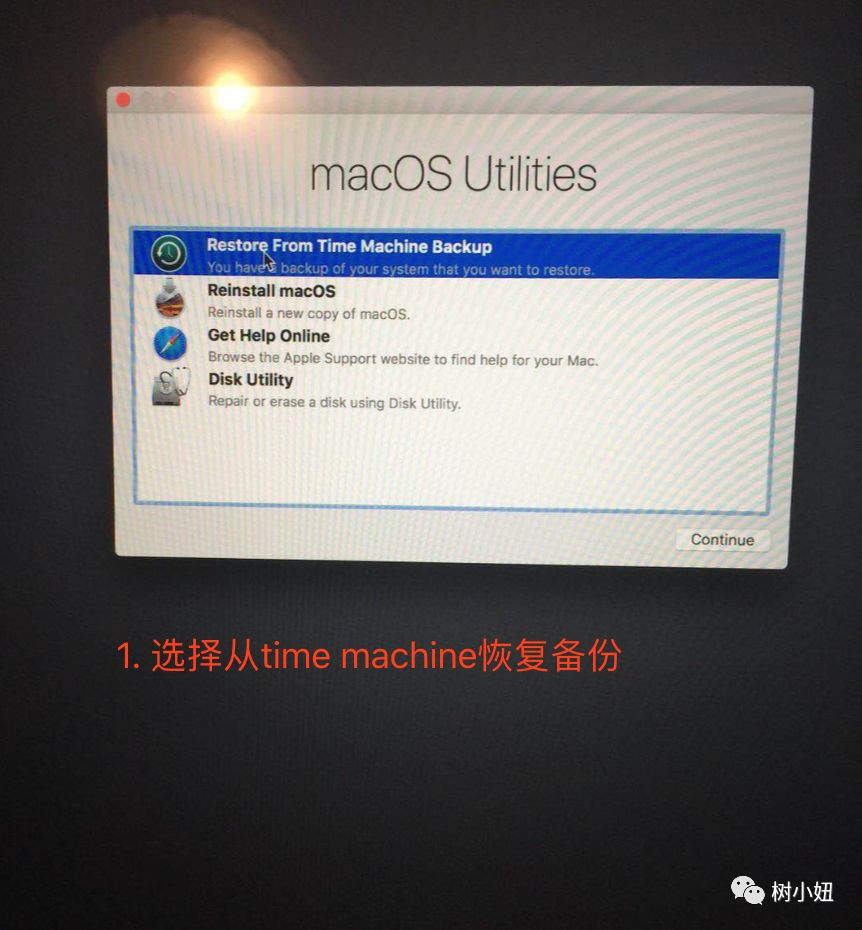 macOS Utilities
Restore From Time Machine Backup
You have a backup of your system that you want to restore.
Reinstall macOS
Reinstall a new copy of macOS.
Get Help Online
Browse the Apple Support website to find help for your Mac.
Disk Utility
Repair or erase a disk using Disk Utility.
Continue
1. 选择从time machine恢复备份
树小妞